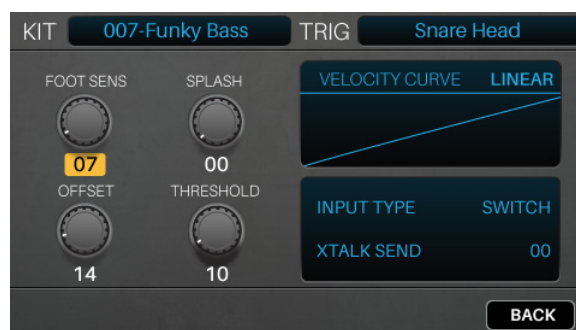 KIT 007-Funky Bass TRIG Snare Head
FOOT SENS SPLASH VELOCITY CURVE LINEAR
07 00
OFFSET THRESHOLD
INPUT TYPE SWITCH
XTALK SEND 00
14 10
BACK